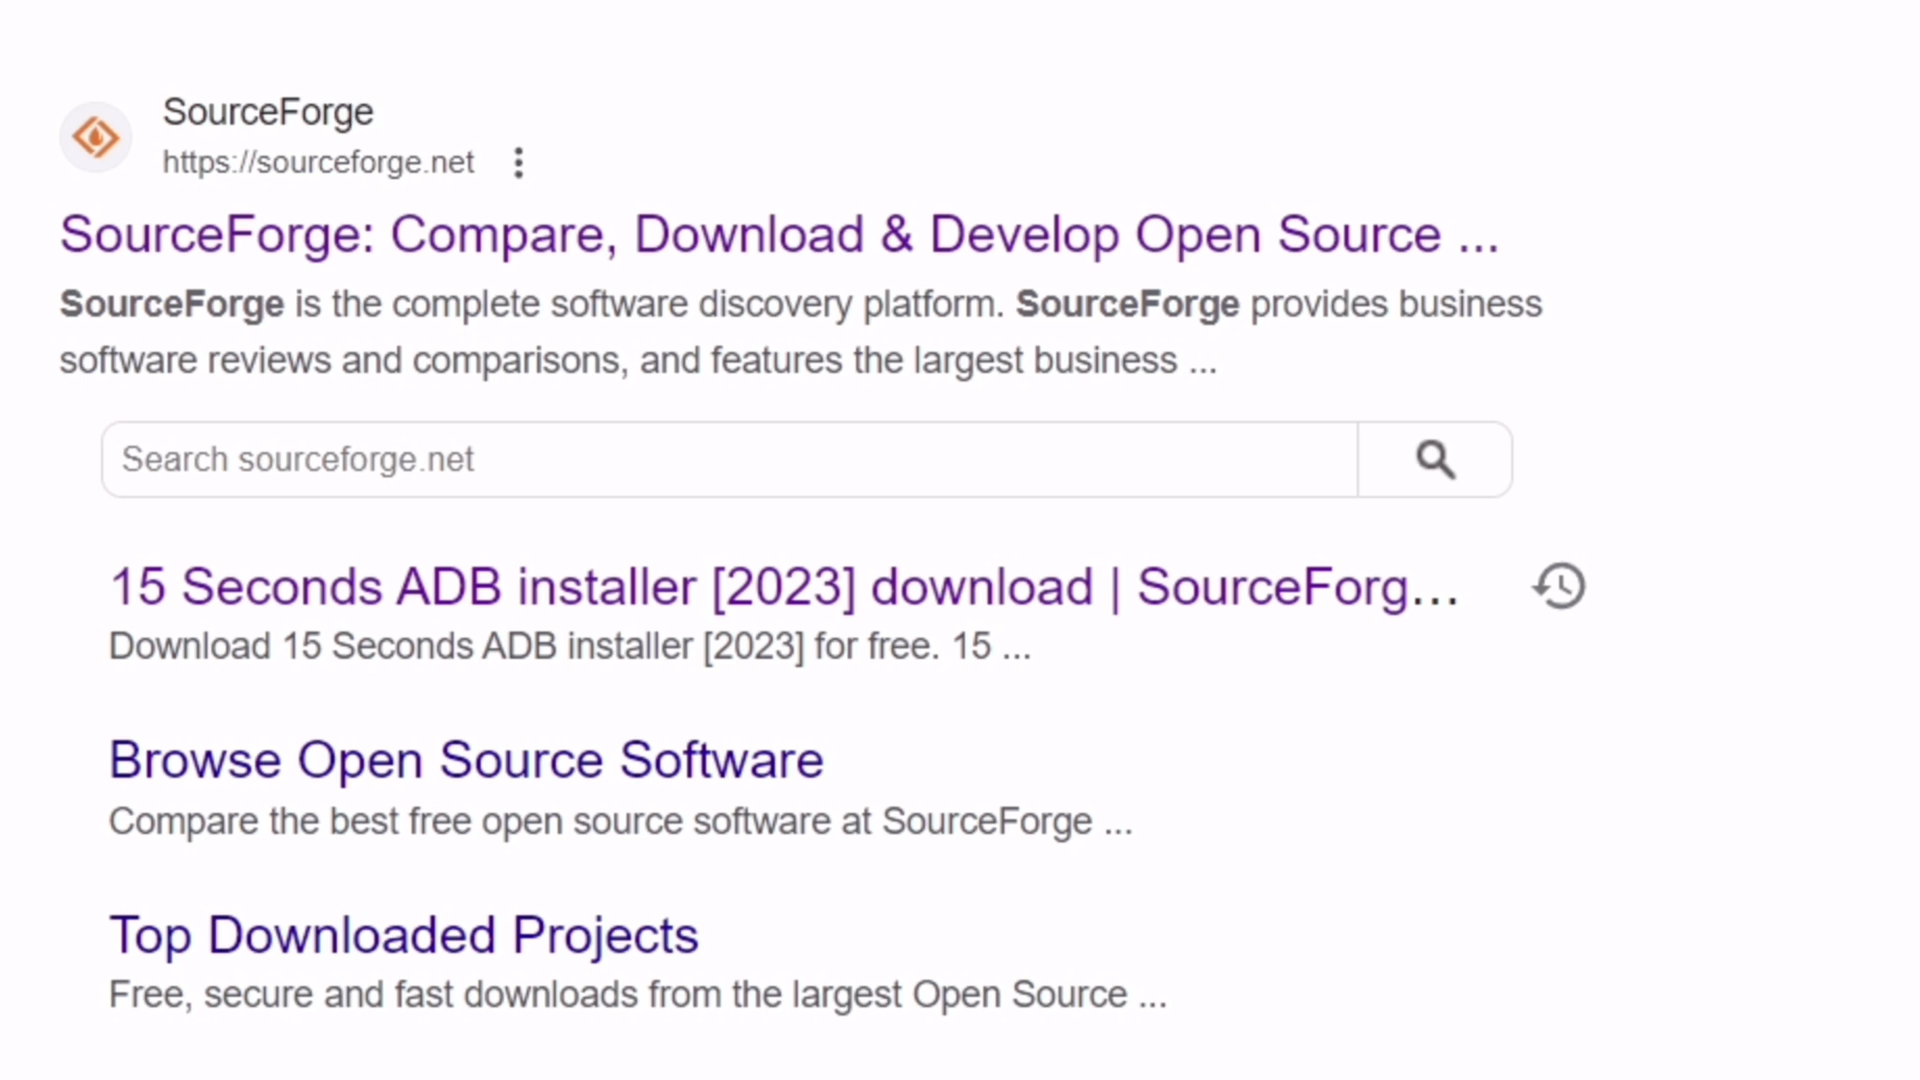 SourceForge
https://sourceforge.net
SourceForge: Compare, Download & Develop Open Source ...
SourceForge is the complete software discovery platform. SourceForge provides business
software reviews and comparisons, and features the largest business ...
Search sourceforge.net
15 Seconds ADB installer [2023] download | SourceForg...
Download 15 Seconds ADB installer [2023] for free. 15 ...
Browse Open Source Software
Compare the best free open source software at SourceForge ...
Top Downloaded Projects
Free, secure and fast downloads from the largest Open Source ...